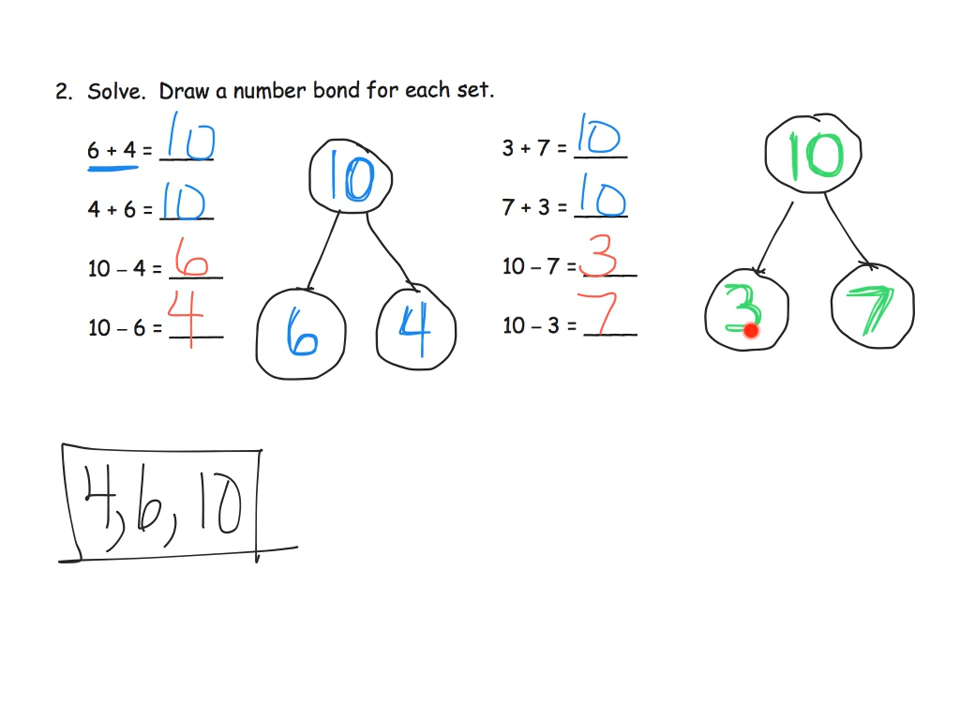 2. Solve. Draw a number bond for each set.
6 + 4 = 10
4 + 6 = 10
10 – 4 = 6
10 – 6 = 4
10
6 4
3 + 7 = 10
7 + 3 = 10
10 – 7 = 3
10 – 3 = 7
10
3 7
4, 6, 10